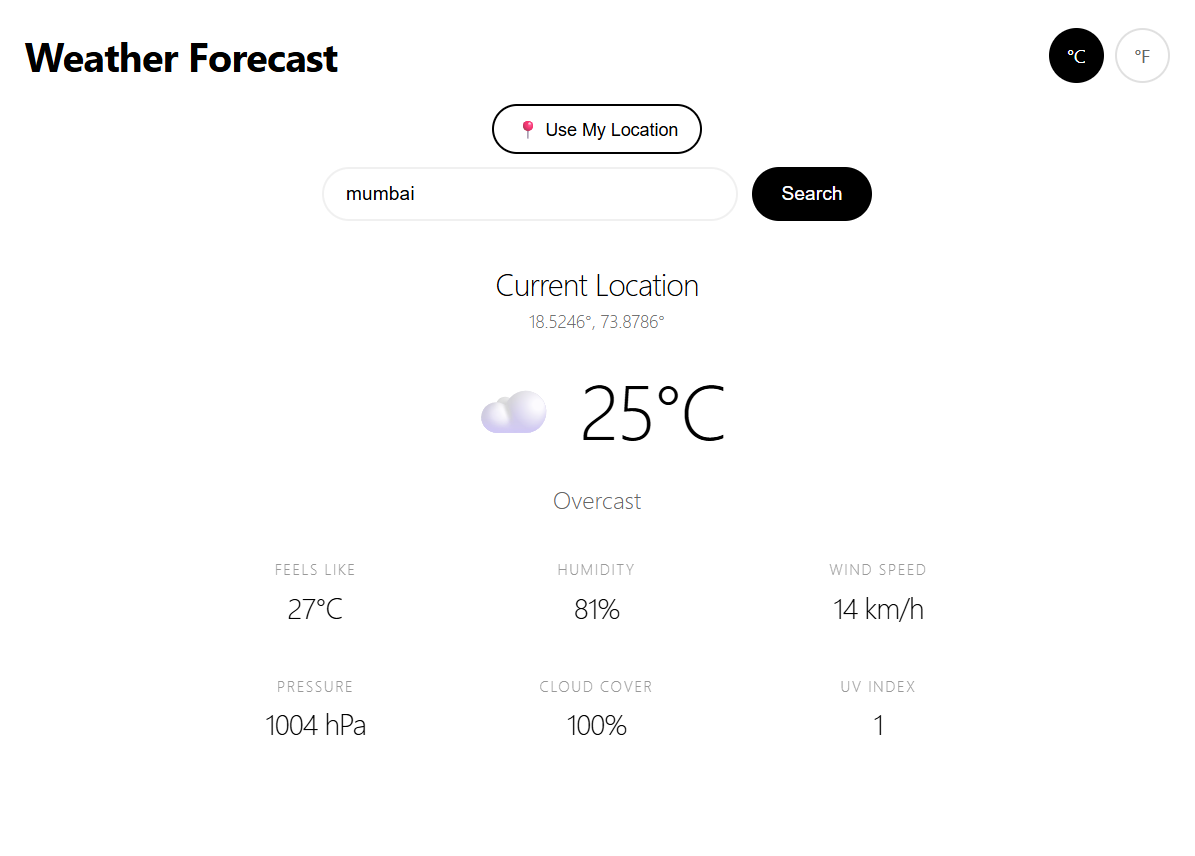 Weather Forecast
°C
°F
📍 Use My Location
mumbai
Search
Current Location
18.5246°, 73.8786°
25°C
Overcast
FEELS LIKE
27°C
HUMIDITY
81%
WIND SPEED
14 km/h
PRESSURE
1004 hPa
CLOUD COVER
100%
UV INDEX
1